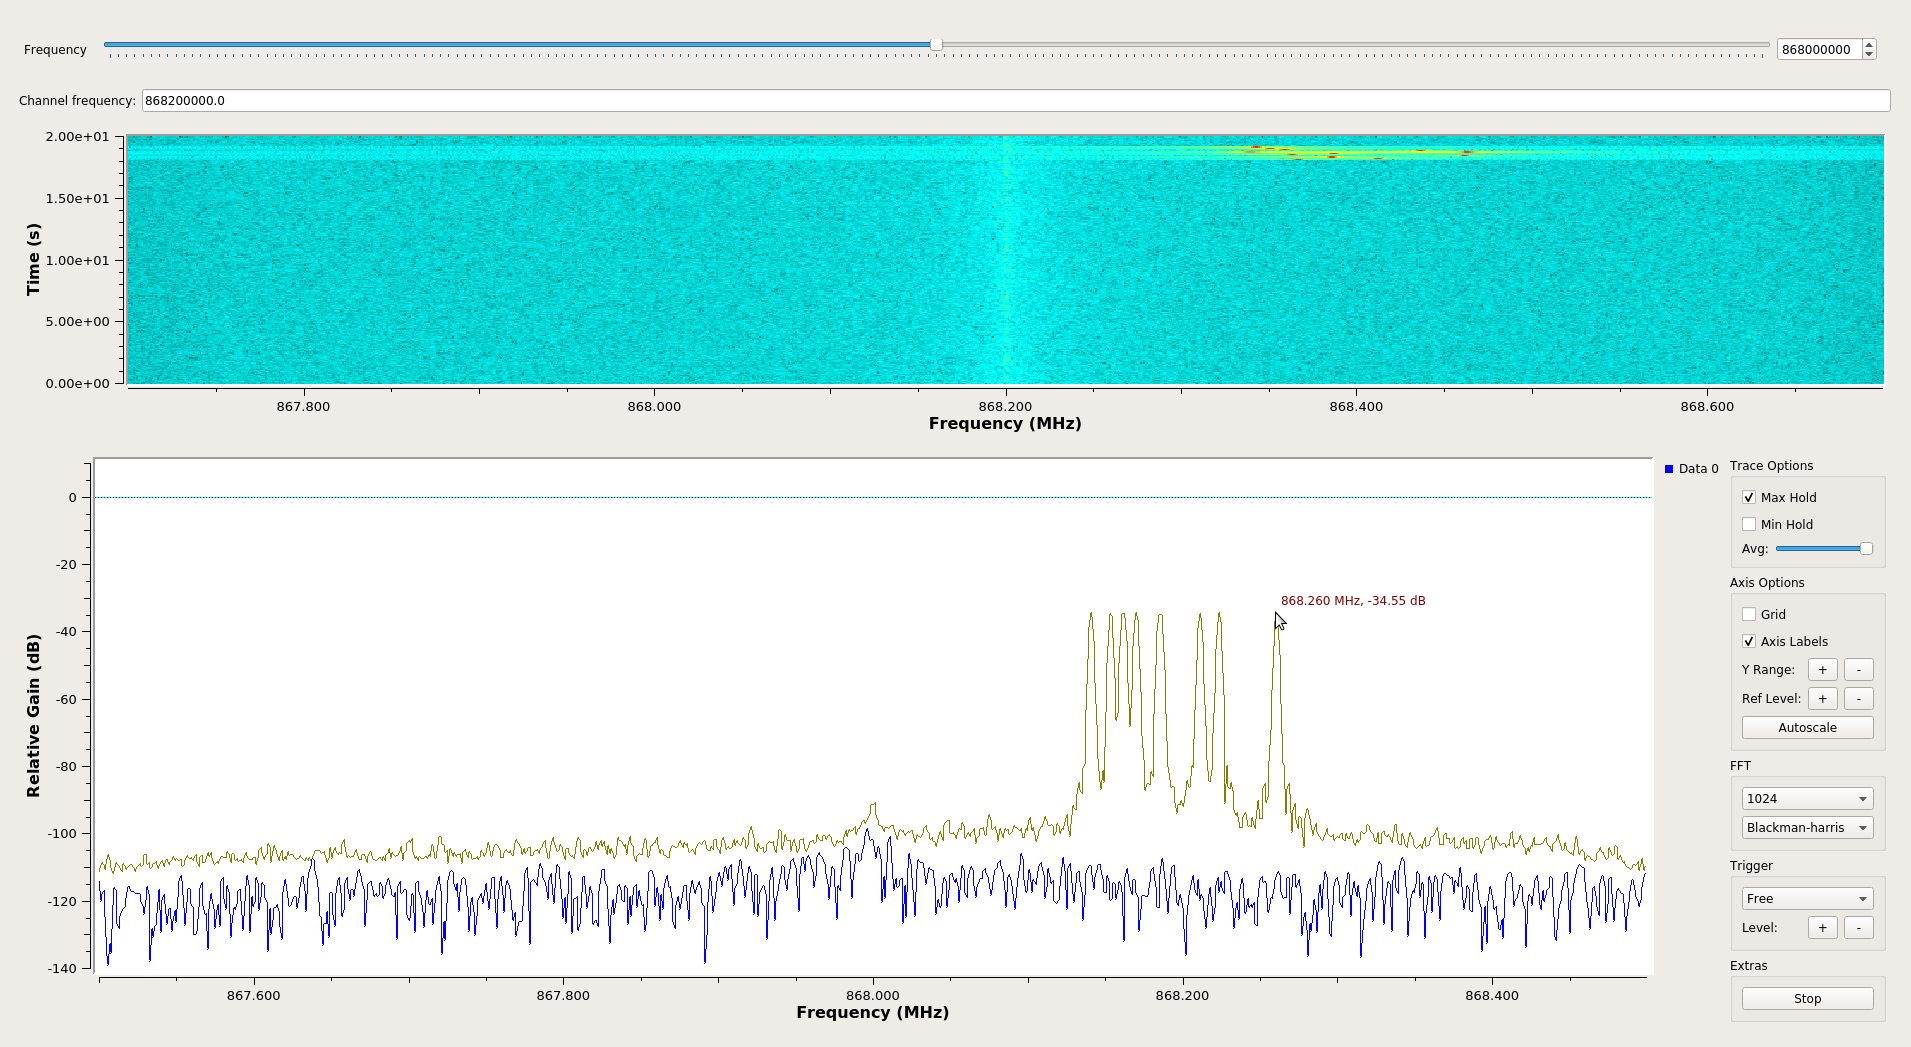 Frequency
868000000
Channel frequency:
868200000.0
2.00e+01
1.50e+01
1.00e+01
5.00e+00
0.00e+00
Time (s)
867.800
868.000
868.200
868.400
868.600
Frequency (MHz)
0
-20
-40
-60
-80
-100
-120
-140
Relative Gain (dB)
868.260 MHz, -34.55 dB
867.600
867.800
868.000
868.200
868.400
Frequency (MHz)
Data 0
Trace Options
Max Hold
Min Hold
Avg:
Axis Options
Grid
Axis Labels
Y Range: + -
Ref Level: + -
Autoscale
FFT
1024
Blackman-harris
Trigger
Free
Level: + -
Extras
Stop